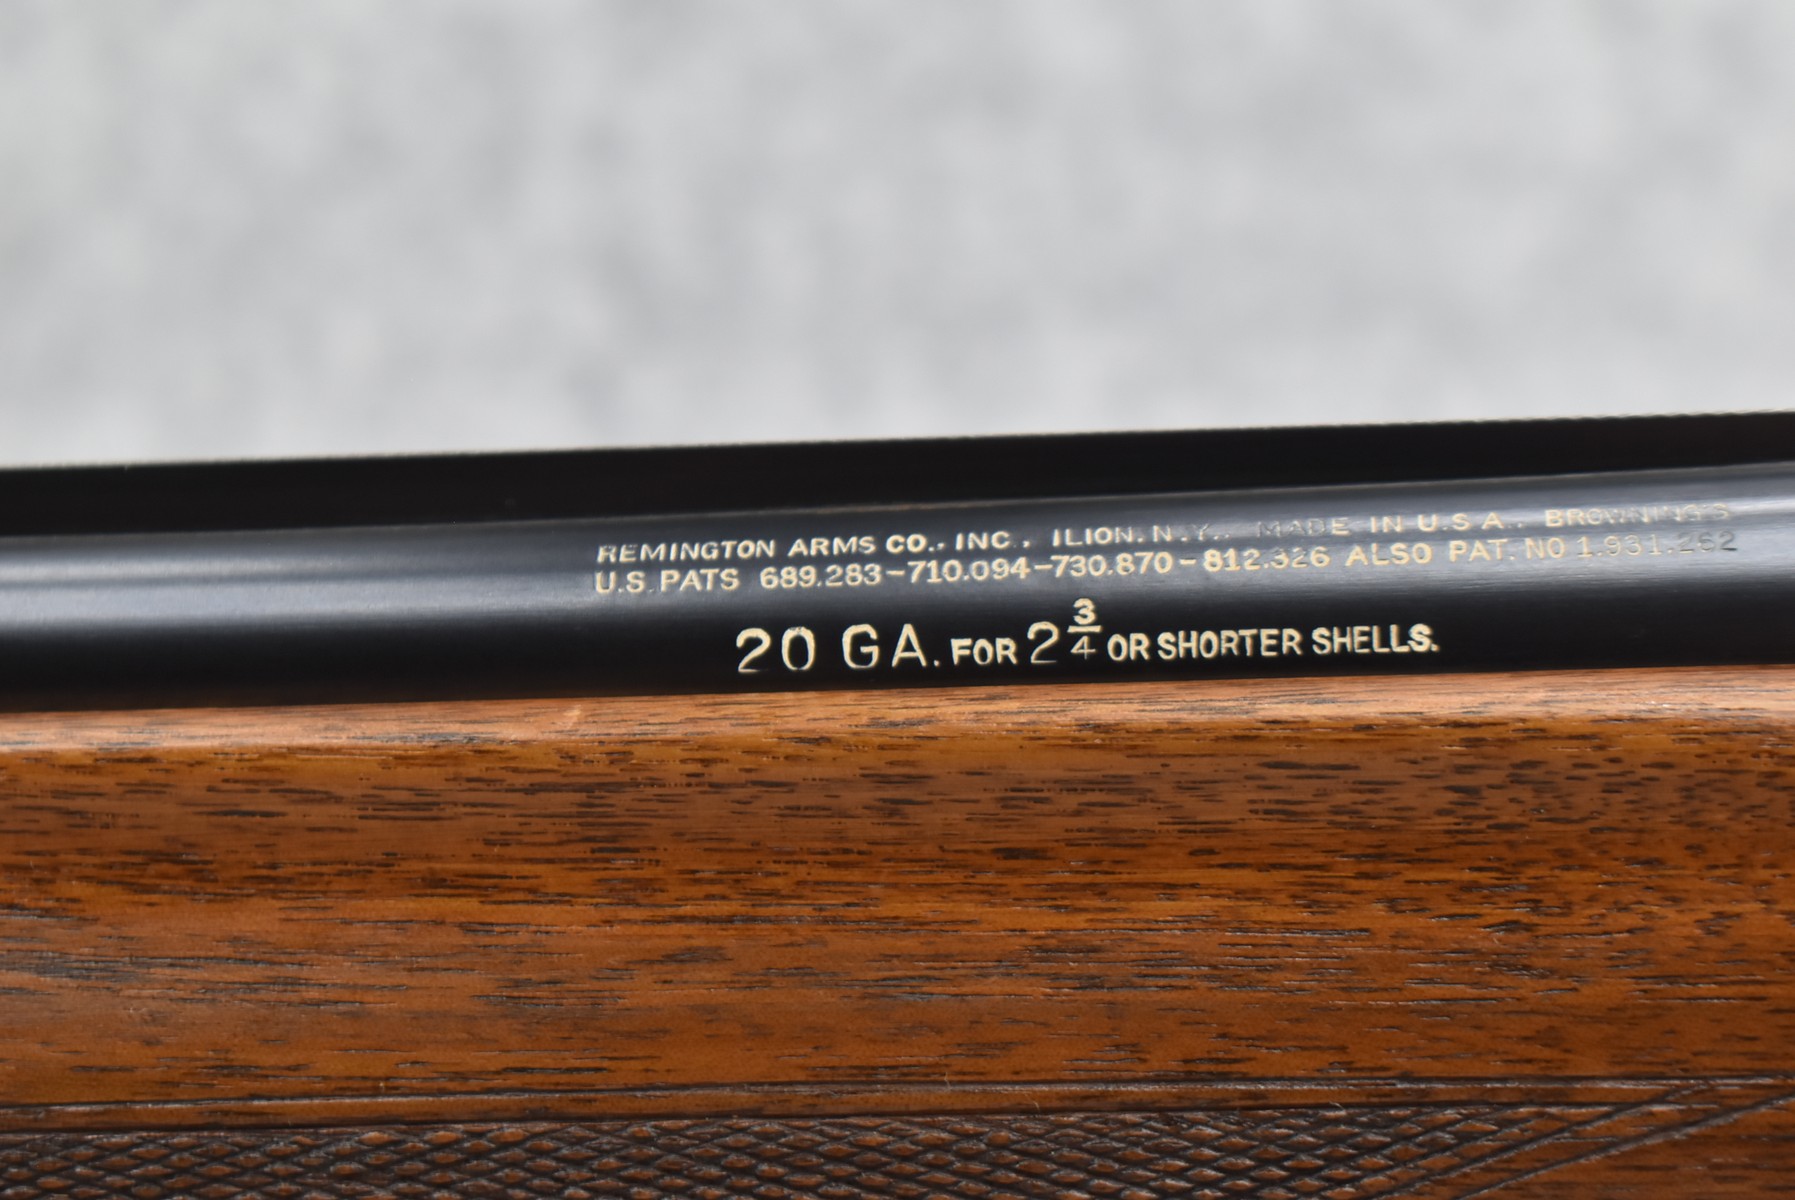 REMINGTON ARMS CO., INC., ILION. N.Y., MADE IN U.S.A., BROWNING'S
U.S. PATS 689.283-710.094-730.870-812.326 ALSO PAT. NO 1.931.262
20 GA. FOR 2 3/4 OR SHORTER SHELLS.